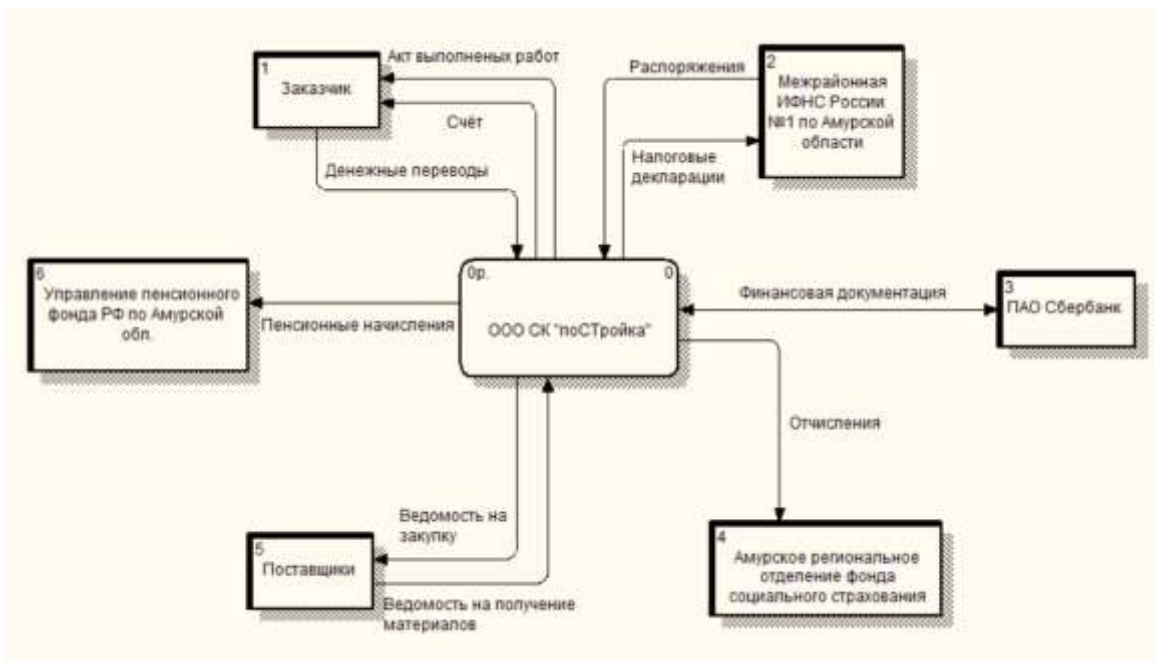 1
Заказчик
Акт выполненых работ
Счёт
Денежные переводы
Распоряжения
2
Межрайонная
ИФНС России
№1 по Амурской
области
Налоговые
декларации
6
Управление пенсионного
фонда РФ по Амурской
обл.
Пенсионные начисления
0р.
0
ООО СК "поСТройка"
Финансовая документация
3
ПАО Сбербанк
Отчисления
Ведомость на
закупку
5
Поставщики
Ведомость на получение
материалов
4
Амурское региональное
отделение фонда
социального страхования